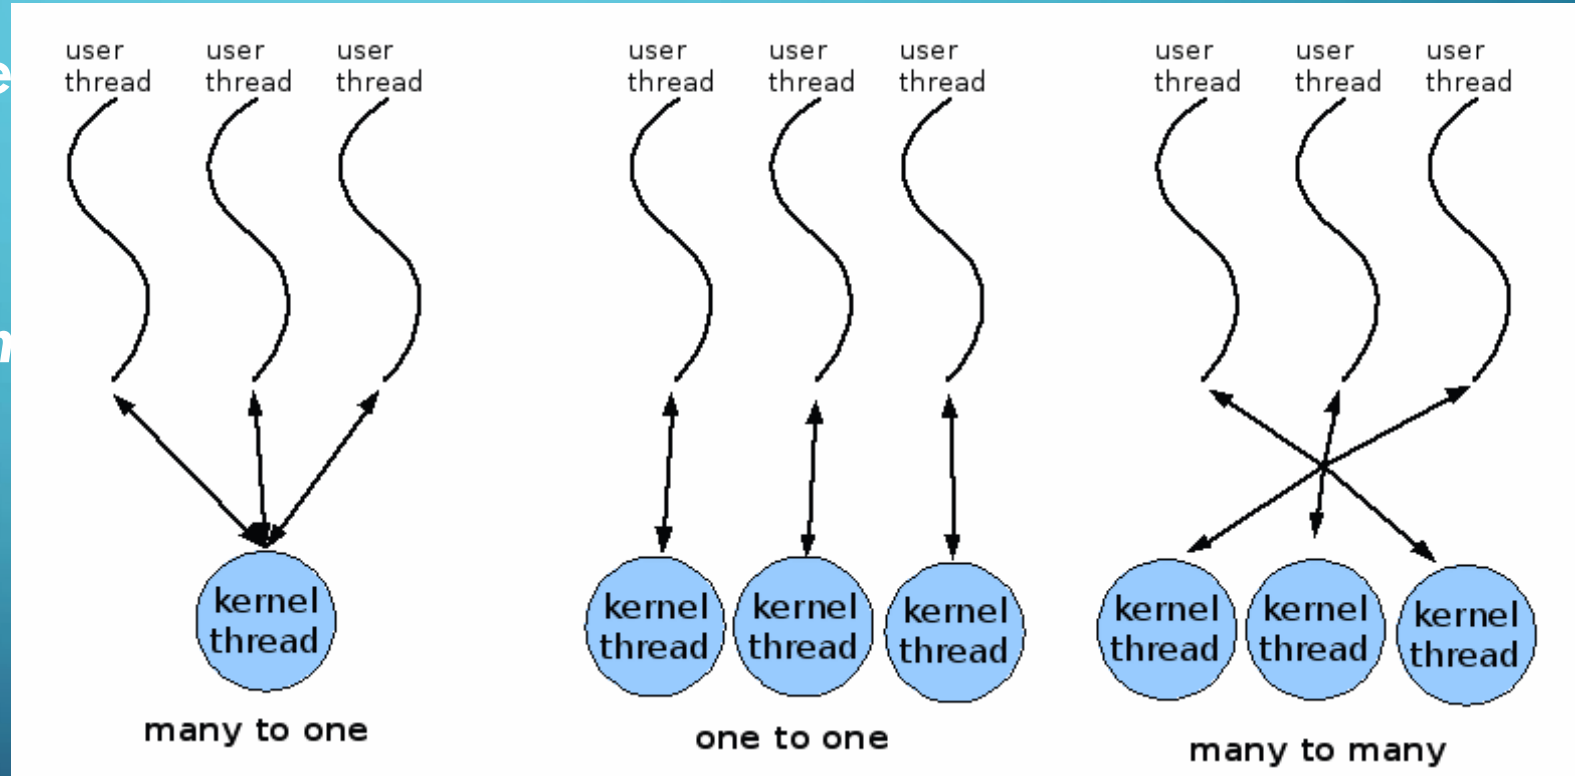 user
thread
user
thread
user
thread
user
thread
user
thread
user
thread
user
thread
user
thread
user
thread
kernel
thread
kernel
thread
kernel
thread
kernel
thread
kernel
thread
kernel
thread
kernel
thread
many to one
one to one
many to many